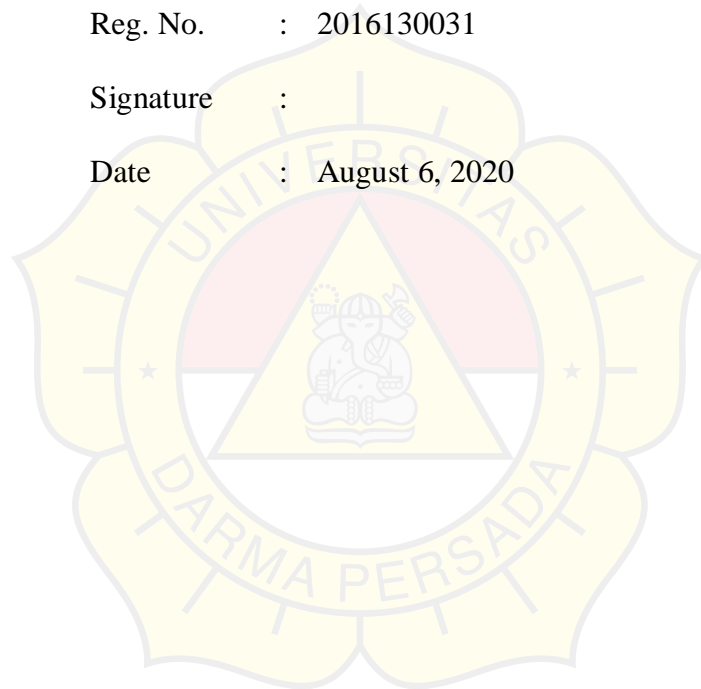 Reg. No. : 2016130031
Signature :
Date : August 6, 2020
UNIVERSITAS
DARMA PERSADA